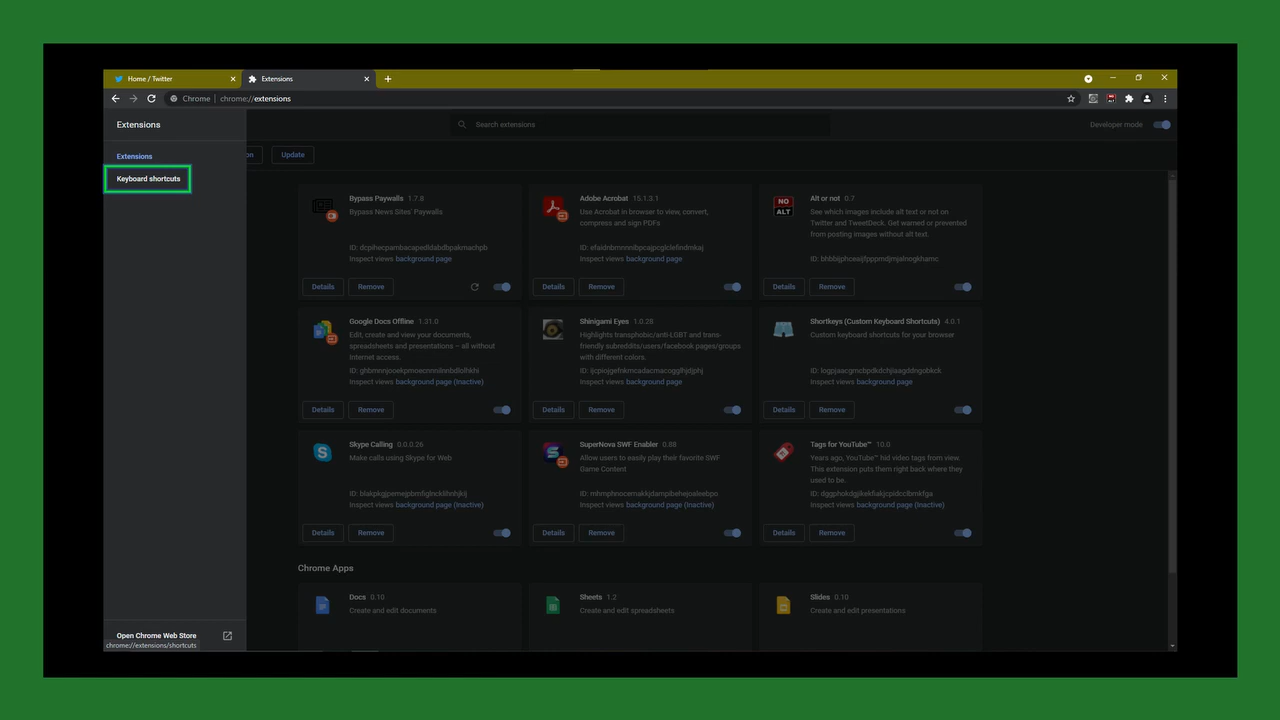 Home / Twitter
Extensions
Chrome
chrome://extensions
Extensions
Search extensions
Developer mode
Extensions
Keyboard shortcuts
on
Update
Bypass Paywalls 1.7.8
Bypass News Sites' Paywalls
Inspect views background page
Details
Remove
Adobe Acrobat 15.1.3.1
Use Acrobat in browser to view, convert,
compress and sign PDFs
Inspect views background page
Details
Remove
NO
ALT
Alt or not 0.7
See which images include alt text or not on
Twitter and TweetDeck. Get warned or prevented
from posting images without alt text.
Details
Remove
Google Docs Offline 1.31.0
Edit, create and view your documents,
spreadsheets and presentations — all without
Internet access.
Inspect views background page (Inactive)
Details
Remove
Shinigami Eyes 1.0.28
Highlights transphobic/anti-LGBT and trans-
friendly subreddits/users/facebook pages/groups
with different colors.
Inspect views background page
Details
Remove
Shortkeys (Custom Keyboard Shortcuts) 4.0.1
Custom keyboard shortcuts for your browser
Inspect views background page
Details
Remove
Skype Calling 0.0.0.26
Make calls using Skype for Web
Inspect views background page (Inactive)
Details
Remove
SuperNova SWF Enabler 0.88
Allow users to easily play their favorite SWF
Game Content
Inspect views background page (Inactive)
Details
Remove
Tags for YouTube™ 10.0
Years ago, YouTube™ hid video tags from view.
This extension puts them right back where they
used to be.
Inspect views background page (Inactive)
Details
Remove
Chrome Apps
Docs 0.10
Create and edit documents
Sheets 1.2
Create and edit spreadsheets
Slides 0.10
Create and edit presentations
Open Chrome Web Store
chrome://extensions/shortcuts